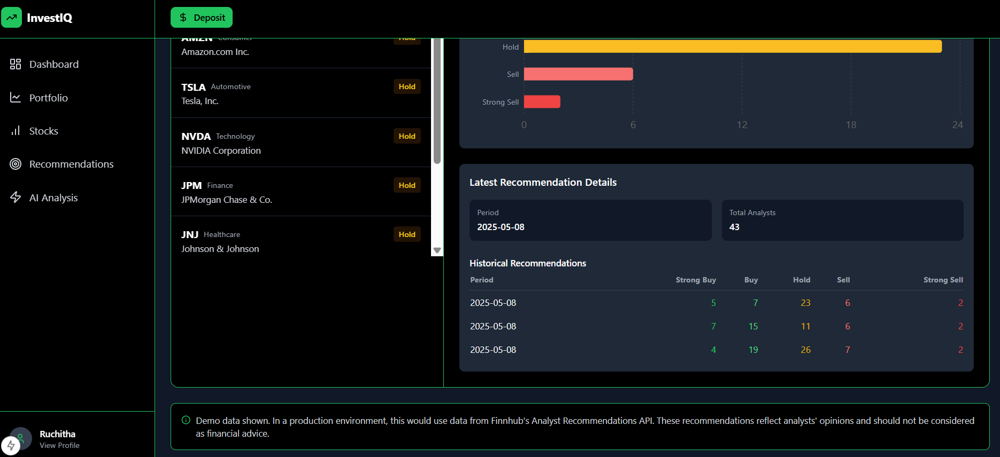 InvestIQ
Deposit
Dashboard
Portfolio
Stocks
Recommendations
AI Analysis
Ruchitha
View Profile
AMZN Consumer Hold
Amazon.com Inc.
TSLA Automotive Hold
Tesla, Inc.
NVDA Technology Hold
NVIDIA Corporation
JPM Finance Hold
JPMorgan Chase & Co.
JNJ Healthcare Hold
Johnson & Johnson
Hold
Sell
Strong Sell
0 6 12 18 24
Latest Recommendation Details
Period
2025-05-08
Total Analysts
43
Historical Recommendations
Period Strong Buy Buy Hold Sell Strong Sell
2025-05-08 5 7 23 6 2
2025-05-08 7 15 11 6 2
2025-05-08 4 19 26 7 2
Demo data shown. In a production environment, this would use data from Finnhub's Analyst Recommendations API. These recommendations reflect analysts' opinions and should not be considered
as financial advice.